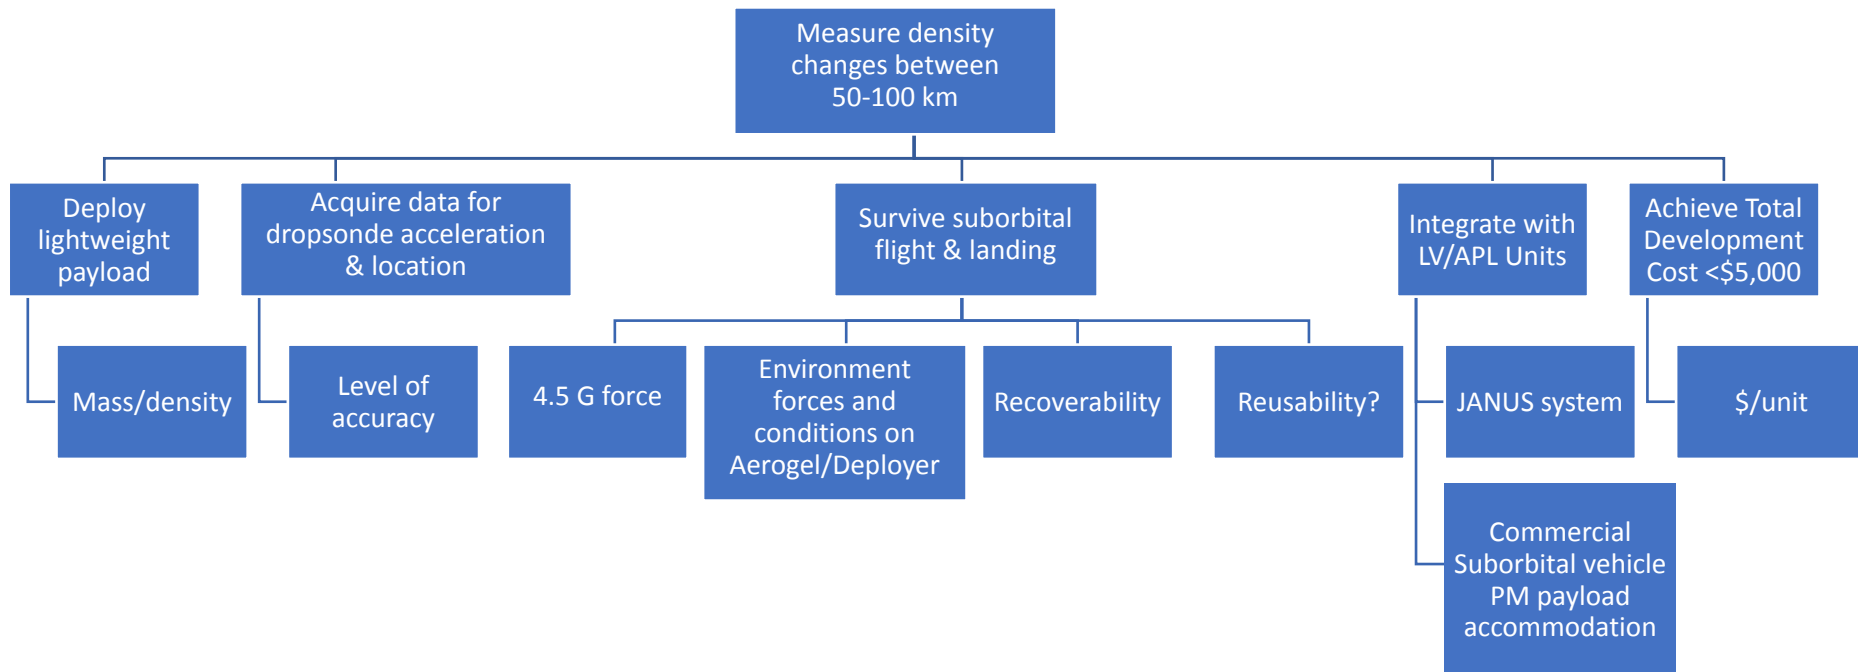 Measure density
changes between
50-100 km
Deploy
lightweight
payload
Acquire data for
dropsonde acceleration
& location
Survive suborbital
flight & landing
Integrate with
LV/APL Units
Achieve Total
Development
Cost <$5,000
Mass/density
Level of
accuracy
4.5 G force
Environment
forces and
conditions on
Aerogel/Deployer
Recoverability
Reusability?
JANUS system
$/unit
Commercial
Suborbital vehicle
PM payload
accommodation